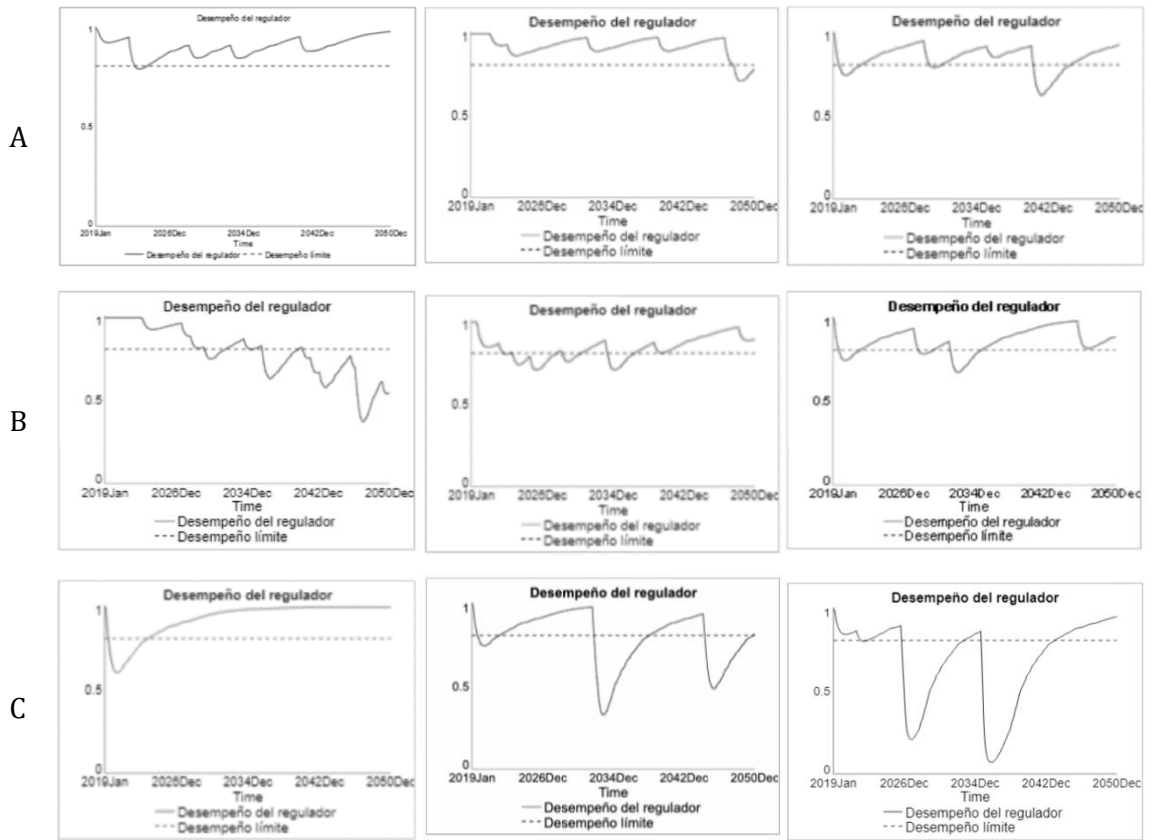 A
Desempeño del regulador
1
0.5
0
2019Jan 2026Dec 2034Dec 2042Dec 2050Dec
Time
Desempeño del regulador Desempeño límite
Desempeño del regulador
1
0.5
0
2019Jan 2026Dec 2034Dec 2042Dec 2050Dec
Time
Desempeño del regulador
Desempeño límite
Desempeño del regulador
1
0.5
0
2019Jan 2026Dec 2034Dec 2042Dec 2050Dec
Time
Desempeño del regulador
Desempeño límite
B
Desempeño del regulador
1
0.5
0
2019Jan 2026Dec 2034Dec 2042Dec 2050Dec
Time
Desempeño del regulador
Desempeño límite
Desempeño del regulador
1
0.5
0
2019Jan 2026Dec 2034Dec 2042Dec 2050Dec
Time
Desempeño del regulador
Desempeño límite
Desempeño del regulador
1
0.5
0
2019Jan 2026Dec 2034Dec 2042Dec 2050Dec
Time
Desempeño del regulador
Desempeño límite
C
Desempeño del regulador
1
0.5
0
2019Jan 2026Dec 2034Dec 2042Dec 2050Dec
Time
Desempeño del regulador
Desempeño límite
Desempeño del regulador
1
0.5
0
2019Jan 2026Dec 2034Dec 2042Dec 2050Dec
Time
Desempeño del regulador
Desempeño límite
Desempeño del regulador
1
0.5
0
2019Jan 2026Dec 2034Dec 2042Dec 2050Dec
Time
Desempeño del regulador
Desempeño límite